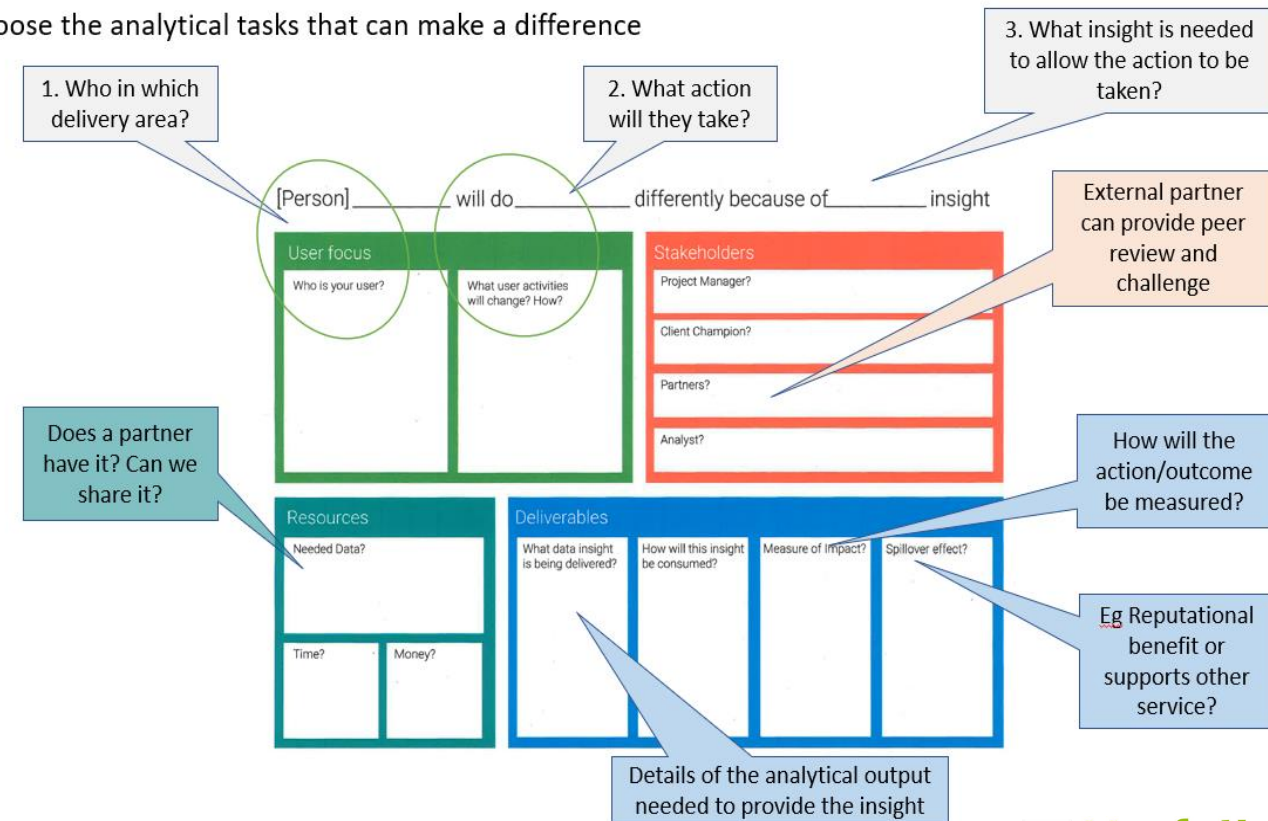 oose the analytical tasks that can make a difference
3. What insight is needed
to allow the action to be
taken?
1. Who in which
delivery area?
2. What action
will they take?
[Person]__________ will do____________ differently because of__________ insight
External partner
can provide peer
review and
challenge
User focus
Who is your user?
What user activities
will change? How?
Stakeholders
Project Manager?
Client Champion?
Partners?
Analyst?
Does a partner
have it? Can we
share it?
How will the
action/outcome
be measured?
Resources
Needed Data?
Time?
Money?
Deliverables
What data insight
is being delivered?
How will this insight
be consumed?
Measure of Impact?
Spillover effect?
Eg Reputational
benefit or
supports other
service?
Details of the analytical output
needed to provide the insight